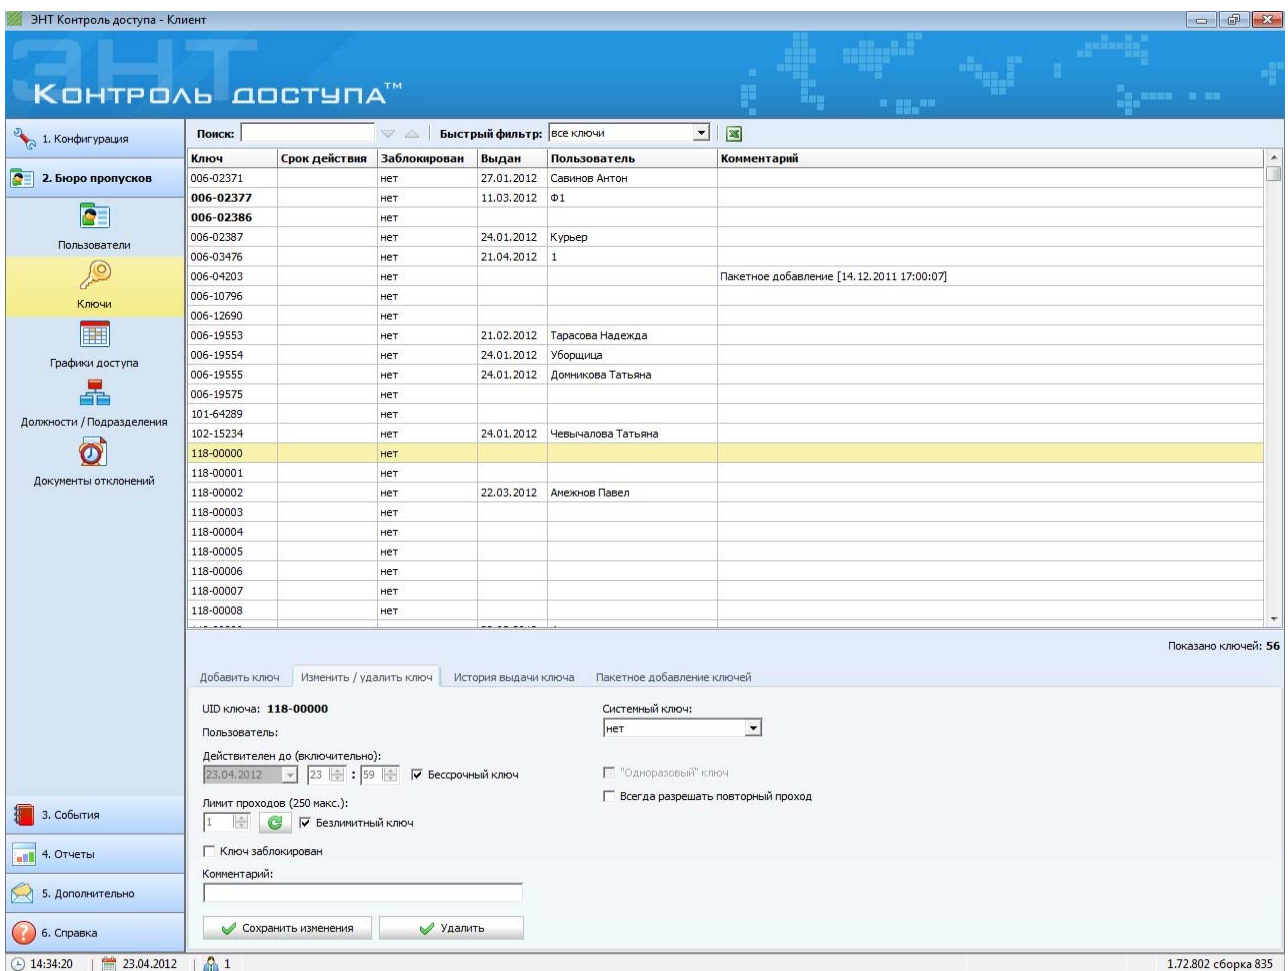 ЭНТ Контроль доступа - Клиент
ЭНТ
Контроль доступа™
1. Конфигурация
2. Бюро пропусков
Пользователи
Ключи
Графики доступа
Должности / Подразделения
Документы отклонений
3. События
4. Отчеты
5. Дополнительно
6. Справка
Поиск: Быстрый фильтр: все ключи
Ключ Срок действия Заблокирован Выдан Пользователь Комментарий
006-02371 нет 27.01.2012 Савинов Антон
006-02377 нет 11.03.2012 Ф1
006-02386 нет
006-02387 нет 24.01.2012 Курьер
006-03476 нет 21.04.2012 1
006-04203 нет Пакетное добавление [14.12.2011 17:00:07]
006-10796 нет
006-12690 нет
006-19553 нет 21.02.2012 Тарасова Надежда
006-19554 нет 24.01.2012 Уборщица
006-19555 нет 24.01.2012 Домникова Татьяна
006-19575 нет
101-64289 нет
102-15234 нет 24.01.2012 Чевычалова Татьяна
118-00000 нет
118-00001 нет
118-00002 нет 22.03.2012 Амежнов Павел
118-00003 нет
118-00004 нет
118-00005 нет
118-00006 нет
118-00007 нет
118-00008 нет
Показано ключей: 56
Добавить ключ Изменить / удалить ключ История выдачи ключа Пакетное добавление ключей
UID ключа: 118-00000 Системный ключ:
Пользователь: нет
Действителен до (включительно):
23.04.2012 23 : 59 Бессрочный ключ "Одноразовый" ключ
Лимит проходов (250 макс.): Всегда разрешать повторный проход
1 Безлимитный ключ
Ключ заблокирован
Комментарий:
Сохранить изменения Удалить
14:34:20 23.04.2012 1 1.72.802 сборка 835